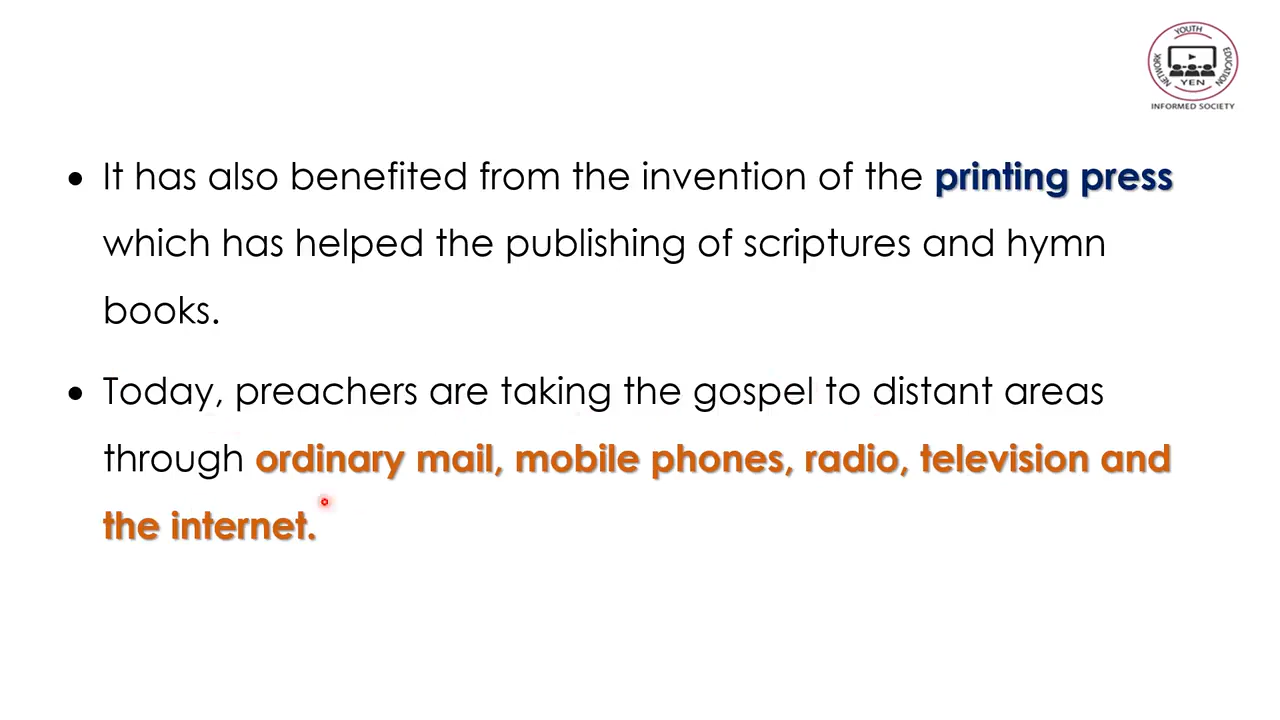 YOUTH
EDUCATION
NETWORK
YEN
INFORMED SOCIETY
• It has also benefited from the invention of the printing press
which has helped the publishing of scriptures and hymn
books.
• Today, preachers are taking the gospel to distant areas
through ordinary mail, mobile phones, radio, television and
the internet.